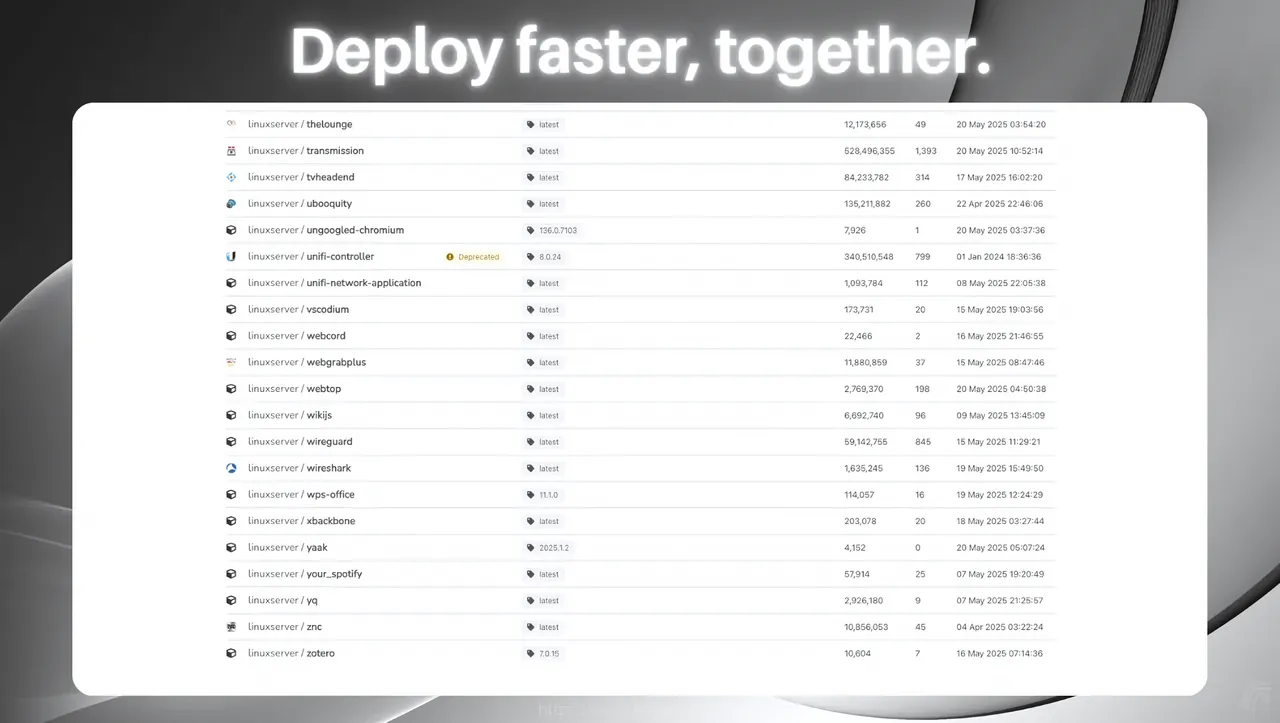 Deploy faster, together.
linuxserver / thelounge latest 12,173,656 49 20 May 2025 03:54:20
linuxserver / transmission latest 528,496,355 1,393 20 May 2025 10:52:14
linuxserver / tvheadend latest 84,233,782 314 17 May 2025 16:02:20
linuxserver / ubooquity latest 135,211,882 260 22 Apr 2025 22:46:06
linuxserver / ungoogled-chromium 136.0.7103 7,926 1 20 May 2025 03:37:36
linuxserver / unifi-controller Deprecated 8.0.24 340,510,548 799 01 Jan 2024 18:36:36
linuxserver / unifi-network-application latest 1,093,784 112 08 May 2025 22:05:38
linuxserver / vscodium latest 173,731 20 15 May 2025 19:03:56
linuxserver / webcord latest 22,466 2 16 May 2025 21:46:55
linuxserver / webgrabplus latest 11,880,859 37 15 May 2025 08:47:46
linuxserver / webtop latest 2,769,370 198 20 May 2025 04:50:38
linuxserver / wikijs latest 6,692,740 96 09 May 2025 13:45:09
linuxserver / wireguard latest 59,142,755 845 15 May 2025 11:29:21
linuxserver / wireshark latest 1,635,245 136 19 May 2025 15:49:50
linuxserver / wps-office 11.1.0 114,057 16 19 May 2025 12:24:29
linuxserver / xbackbone latest 203,078 20 18 May 2025 03:27:44
linuxserver / yaak 2025.1.2 4,152 0 20 May 2025 05:07:24
linuxserver / your_spotify latest 57,914 25 07 May 2025 19:20:49
linuxserver / yq latest 2,926,180 9 07 May 2025 21:25:57
linuxserver / znc latest 10,856,053 45 04 Apr 2025 03:22:24
linuxserver / zotero 7.0.15 10,604 7 16 May 2025 07:14:36